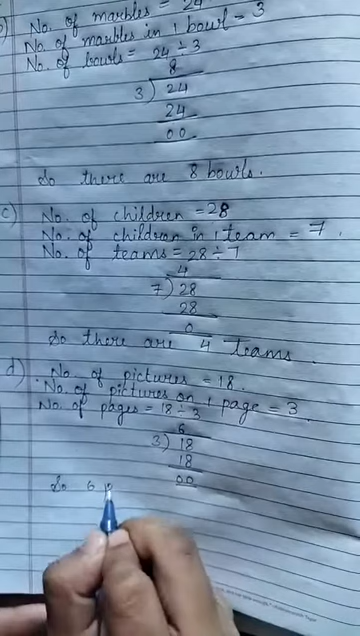 b) No. of marbles = 24
No. of marbles in 1 bowl = 3
No. of bowls = 24 ÷ 3
8
3 ) 24
24
00
So there are 8 bowls.
c) No. of children = 28
No. of children in 1 team = 7
No. of teams = 28 ÷ 7
4
7 ) 28
28
0
So there are 4 teams.
d) No. of pictures = 18.
No. of pictures on 1 page = 3
No. of pages = 18 ÷ 3
6
3 ) 18
18
00
So 6 p